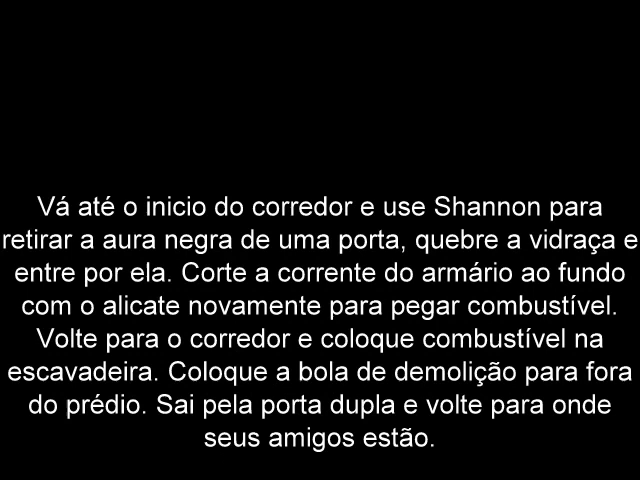 Vá até o inicio do corredor e use Shannon para
retirar a aura negra de uma porta, quebre a vidraça e
entre por ela. Corte a corrente do armário ao fundo
com o alicate novamente para pegar combustível.
Volte para o corredor e coloque combustível na
escavadeira. Coloque a bola de demolição para fora
do prédio. Sai pela porta dupla e volte para onde
seus amigos estão.